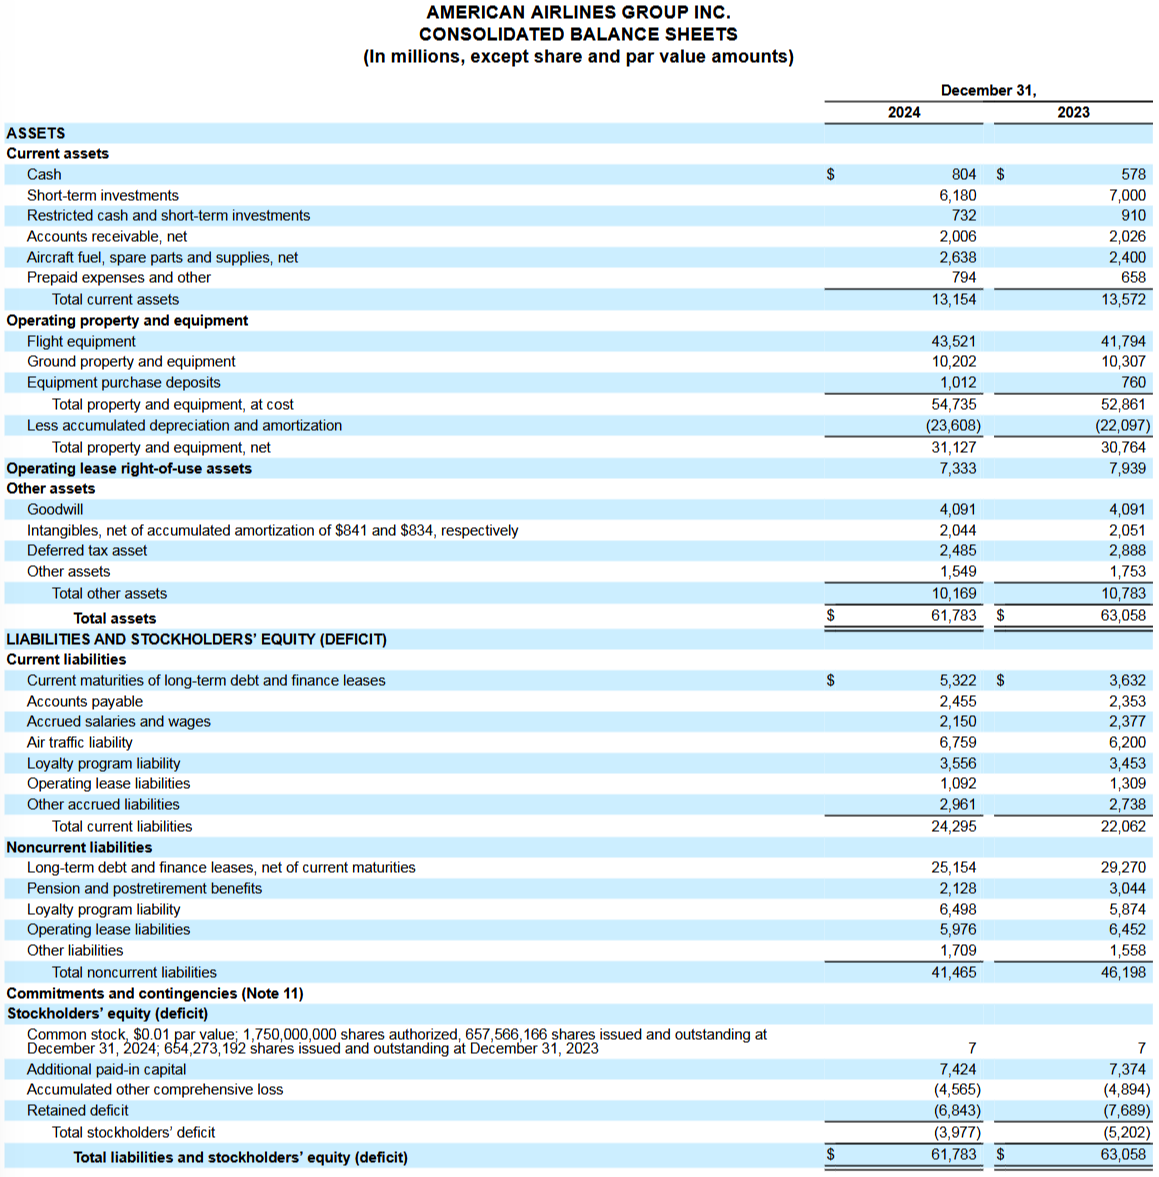 AMERICAN AIRLINES GROUP INC.
CONSOLIDATED BALANCE SHEETS
(In millions, except share and par value amounts)
December 31,
2024 2023
ASSETS
Current assets
Cash $ 804 $ 578
Short-term investments 6,180 7,000
Restricted cash and short-term investments 732 910
Accounts receivable, net 2,006 2,026
Aircraft fuel, spare parts and supplies, net 2,638 2,400
Prepaid expenses and other 794 658
Total current assets 13,154 13,572
Operating property and equipment
Flight equipment 43,521 41,794
Ground property and equipment 10,202 10,307
Equipment purchase deposits 1,012 760
Total property and equipment, at cost 54,735 52,861
Less accumulated depreciation and amortization (23,608) (22,097)
Total property and equipment, net 31,127 30,764
Operating lease right-of-use assets 7,333 7,939
Other assets
Goodwill 4,091 4,091
Intangibles, net of accumulated amortization of $841 and $834, respectively 2,044 2,051
Deferred tax asset 2,485 2,888
Other assets 1,549 1,753
Total other assets 10,169 10,783
Total assets $ 61,783 $ 63,058
LIABILITIES AND STOCKHOLDERS’ EQUITY (DEFICIT)
Current liabilities
Current maturities of long-term debt and finance leases $ 5,322 $ 3,632
Accounts payable 2,455 2,353
Accrued salaries and wages 2,150 2,377
Air traffic liability 6,759 6,200
Loyalty program liability 3,556 3,453
Operating lease liabilities 1,092 1,309
Other accrued liabilities 2,961 2,738
Total current liabilities 24,295 22,062
Noncurrent liabilities
Long-term debt and finance leases, net of current maturities 25,154 29,270
Pension and postretirement benefits 2,128 3,044
Loyalty program liability 6,498 5,874
Operating lease liabilities 5,976 6,452
Other liabilities 1,709 1,558
Total noncurrent liabilities 41,465 46,198
Commitments and contingencies (Note 11)
Stockholders’ equity (deficit)
Common stock, $0.01 par value; 1,750,000,000 shares authorized, 657,566,166 shares issued and outstanding at
December 31, 2024; 654,273,192 shares issued and outstanding at December 31, 2023 7 7
Additional paid-in capital 7,424 7,374
Accumulated other comprehensive loss (4,565) (4,894)
Retained deficit (6,843) (7,689)
Total stockholders’ deficit (3,977) (5,202)
Total liabilities and stockholders’ equity (deficit) $ 61,783 $ 63,058